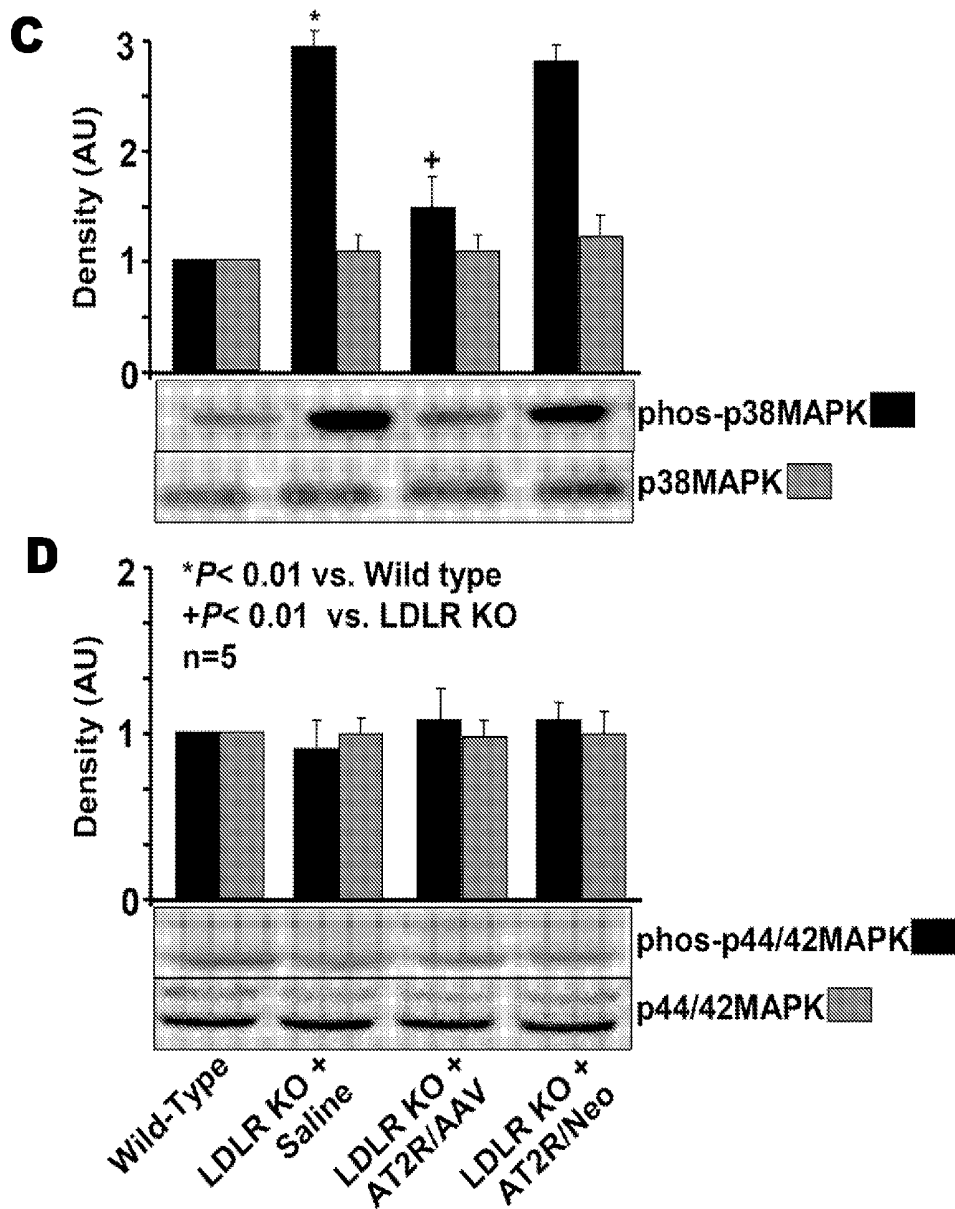 C
3
2
1
0
Density (AU)
*
+
phos-p38MAPK
p38MAPK
D
2
1
0
Density (AU)
*P< 0.01 vs. Wild type
+P< 0.01 vs. LDLR KO
n=5
phos-p44/42MAPK
p44/42MAPK
Wild-Type
LDLR KO +
Saline
LDLR KO +
AT2R/AAV
LDLR KO +
AT2R/Neo